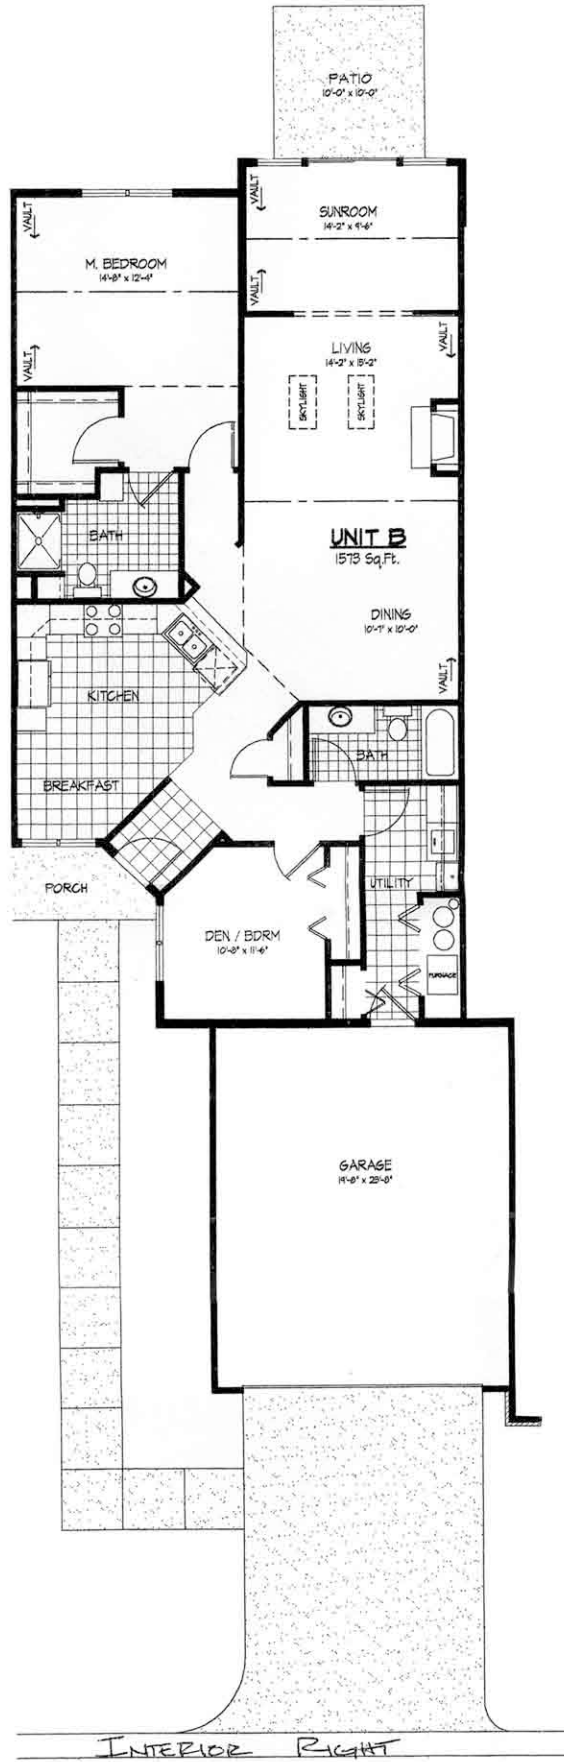 PATIO
10'-0" x 10'-0"
VAULT
SUNROOM
14'-2" x 9'-6"
VAULT
VAULT
M. BEDROOM
14'-8" x 12'-4"
VAULT
LIVING
14'-2" x 15'-2"
VAULT
SKYLIGHT
SKYLIGHT
BATH
UNIT B
1573 Sq.Ft.
DINING
10'-7" x 10'-0"
VAULT
KITCHEN
BREAKFAST
BATH
PORCH
UTILITY
DEN / BDRM
10'-8" x 11'-6"
FURNACE
GARAGE
19'-8" x 23'-8"
INTERIOR RIGHT